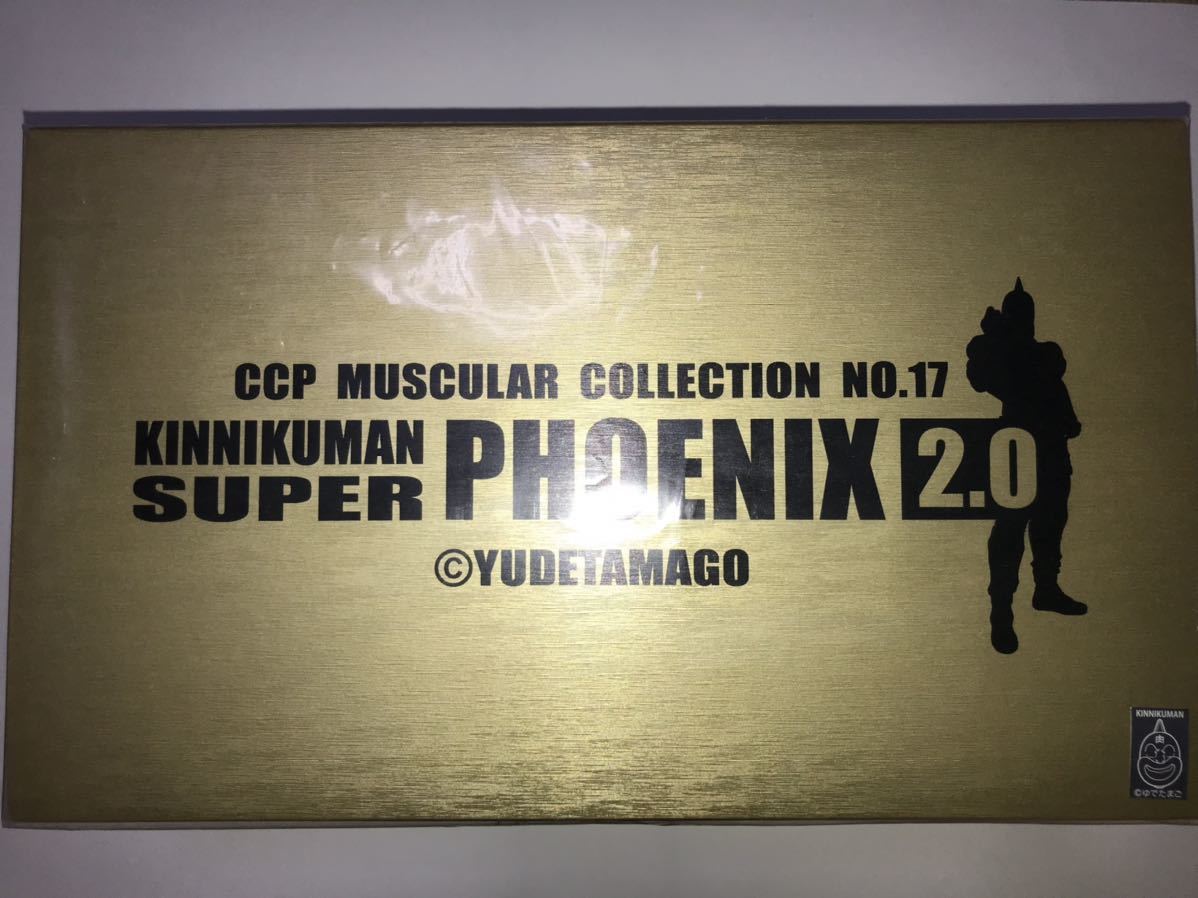 CCP MUSCULAR COLLECTION NO.17
KINNIKUMAN
SUPER
PHOENIX 2.0
©YUDETAMAGO
KINNIKUMAN
肉
©ゆでたまご